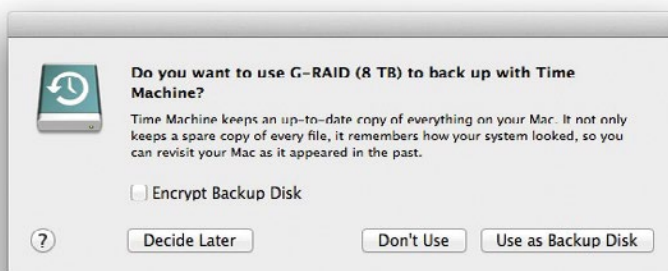 Do you want to use G-RAID (8 TB) to back up with Time
Machine?
Time Machine keeps an up-to-date copy of everything on your Mac. It not only
keeps a spare copy of every file, it remembers how your system looked, so you
can revisit your Mac as it appeared in the past.
Encrypt Backup Disk
? Decide Later Don't Use Use as Backup Disk